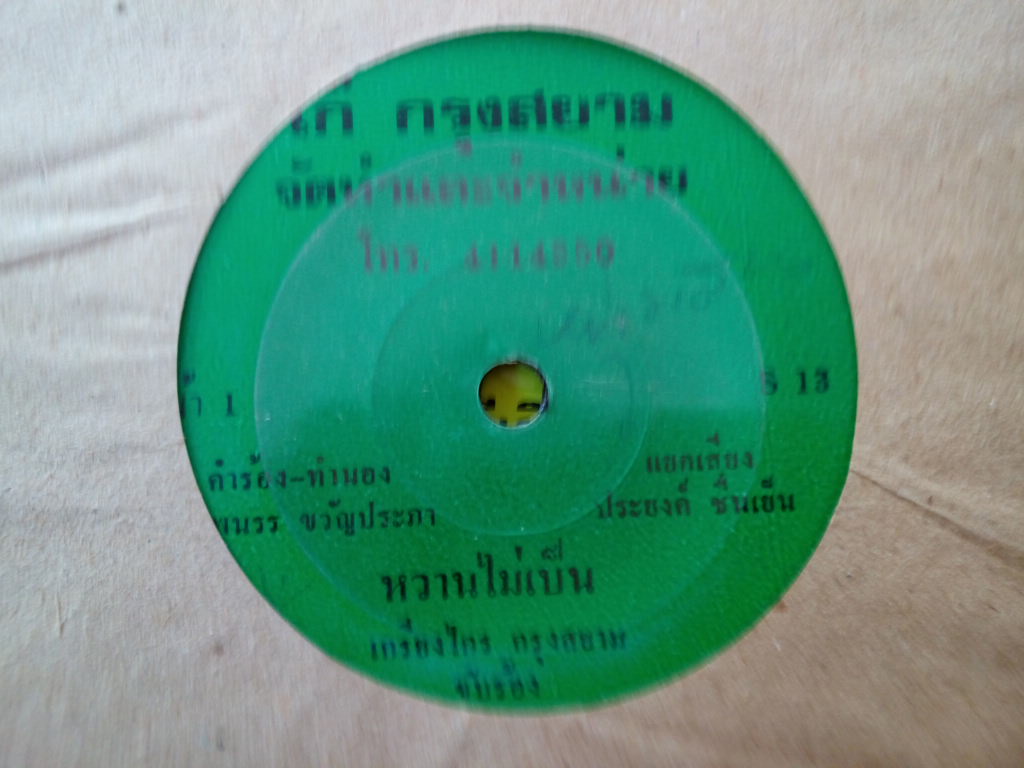 กรุงสยาม
จัดทำและจำหน่าย
โทร. 4114550
1
S 13
คำร้อง-ทำนอง
แยกเสียง
ขวัญประภา
ประยงค์ ชื่นเย็น
หวานไม่เป็น
เกรียงไกร กรุงสยาม
ขับร้อง